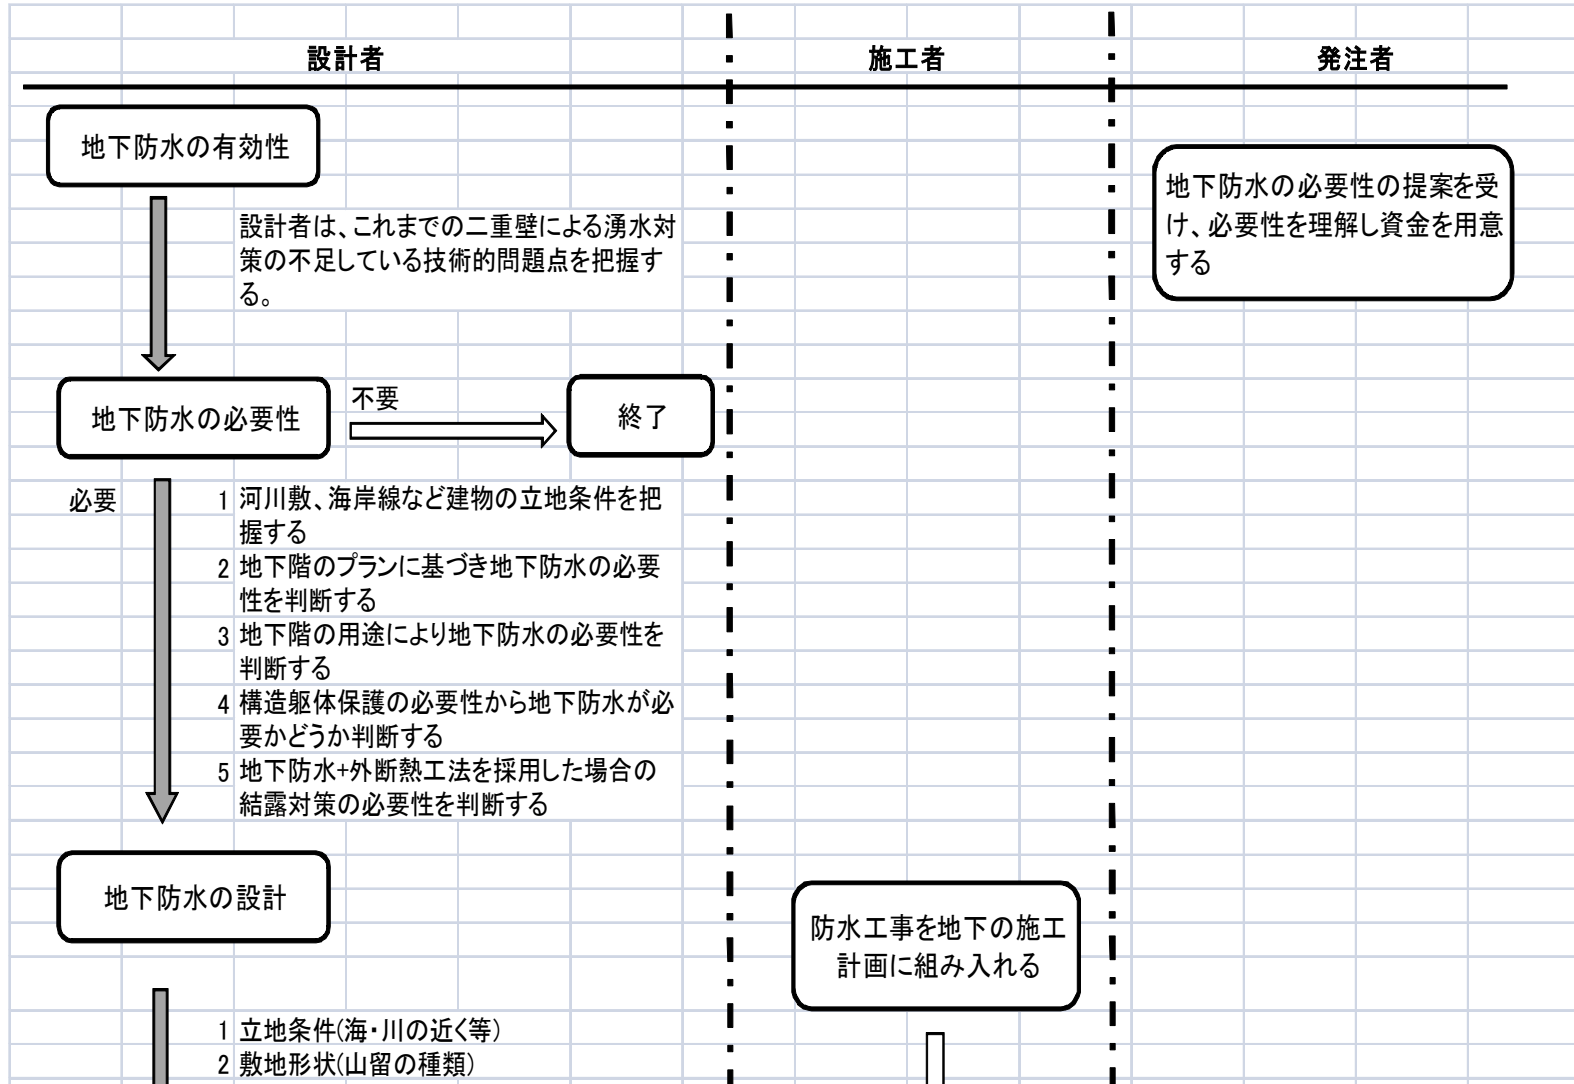 設計者
施工者
発注者
地下防水の有効性
地下防水の必要性の提案を受
け、必要性を理解し資金を用意
する
設計者は、これまでの二重壁による湧水対
策の不足している技術的問題点を把握す
る。
地下防水の必要性
不要
終了
必要
1 河川敷、海岸線など建物の立地条件を把
握する
2 地下階のプランに基づき地下防水の必要
性を判断する
3 地下階の用途により地下防水の必要性を
判断する
4 構造躯体保護の必要性から地下防水が必
要かどうか判断する
5 地下防水+外断熱工法を採用した場合の
結露対策の必要性を判断する
地下防水の設計
防水工事を地下の施工
計画に組み入れる
1 立地条件(海・川の近く等)
2 敷地形状(山留の種類)